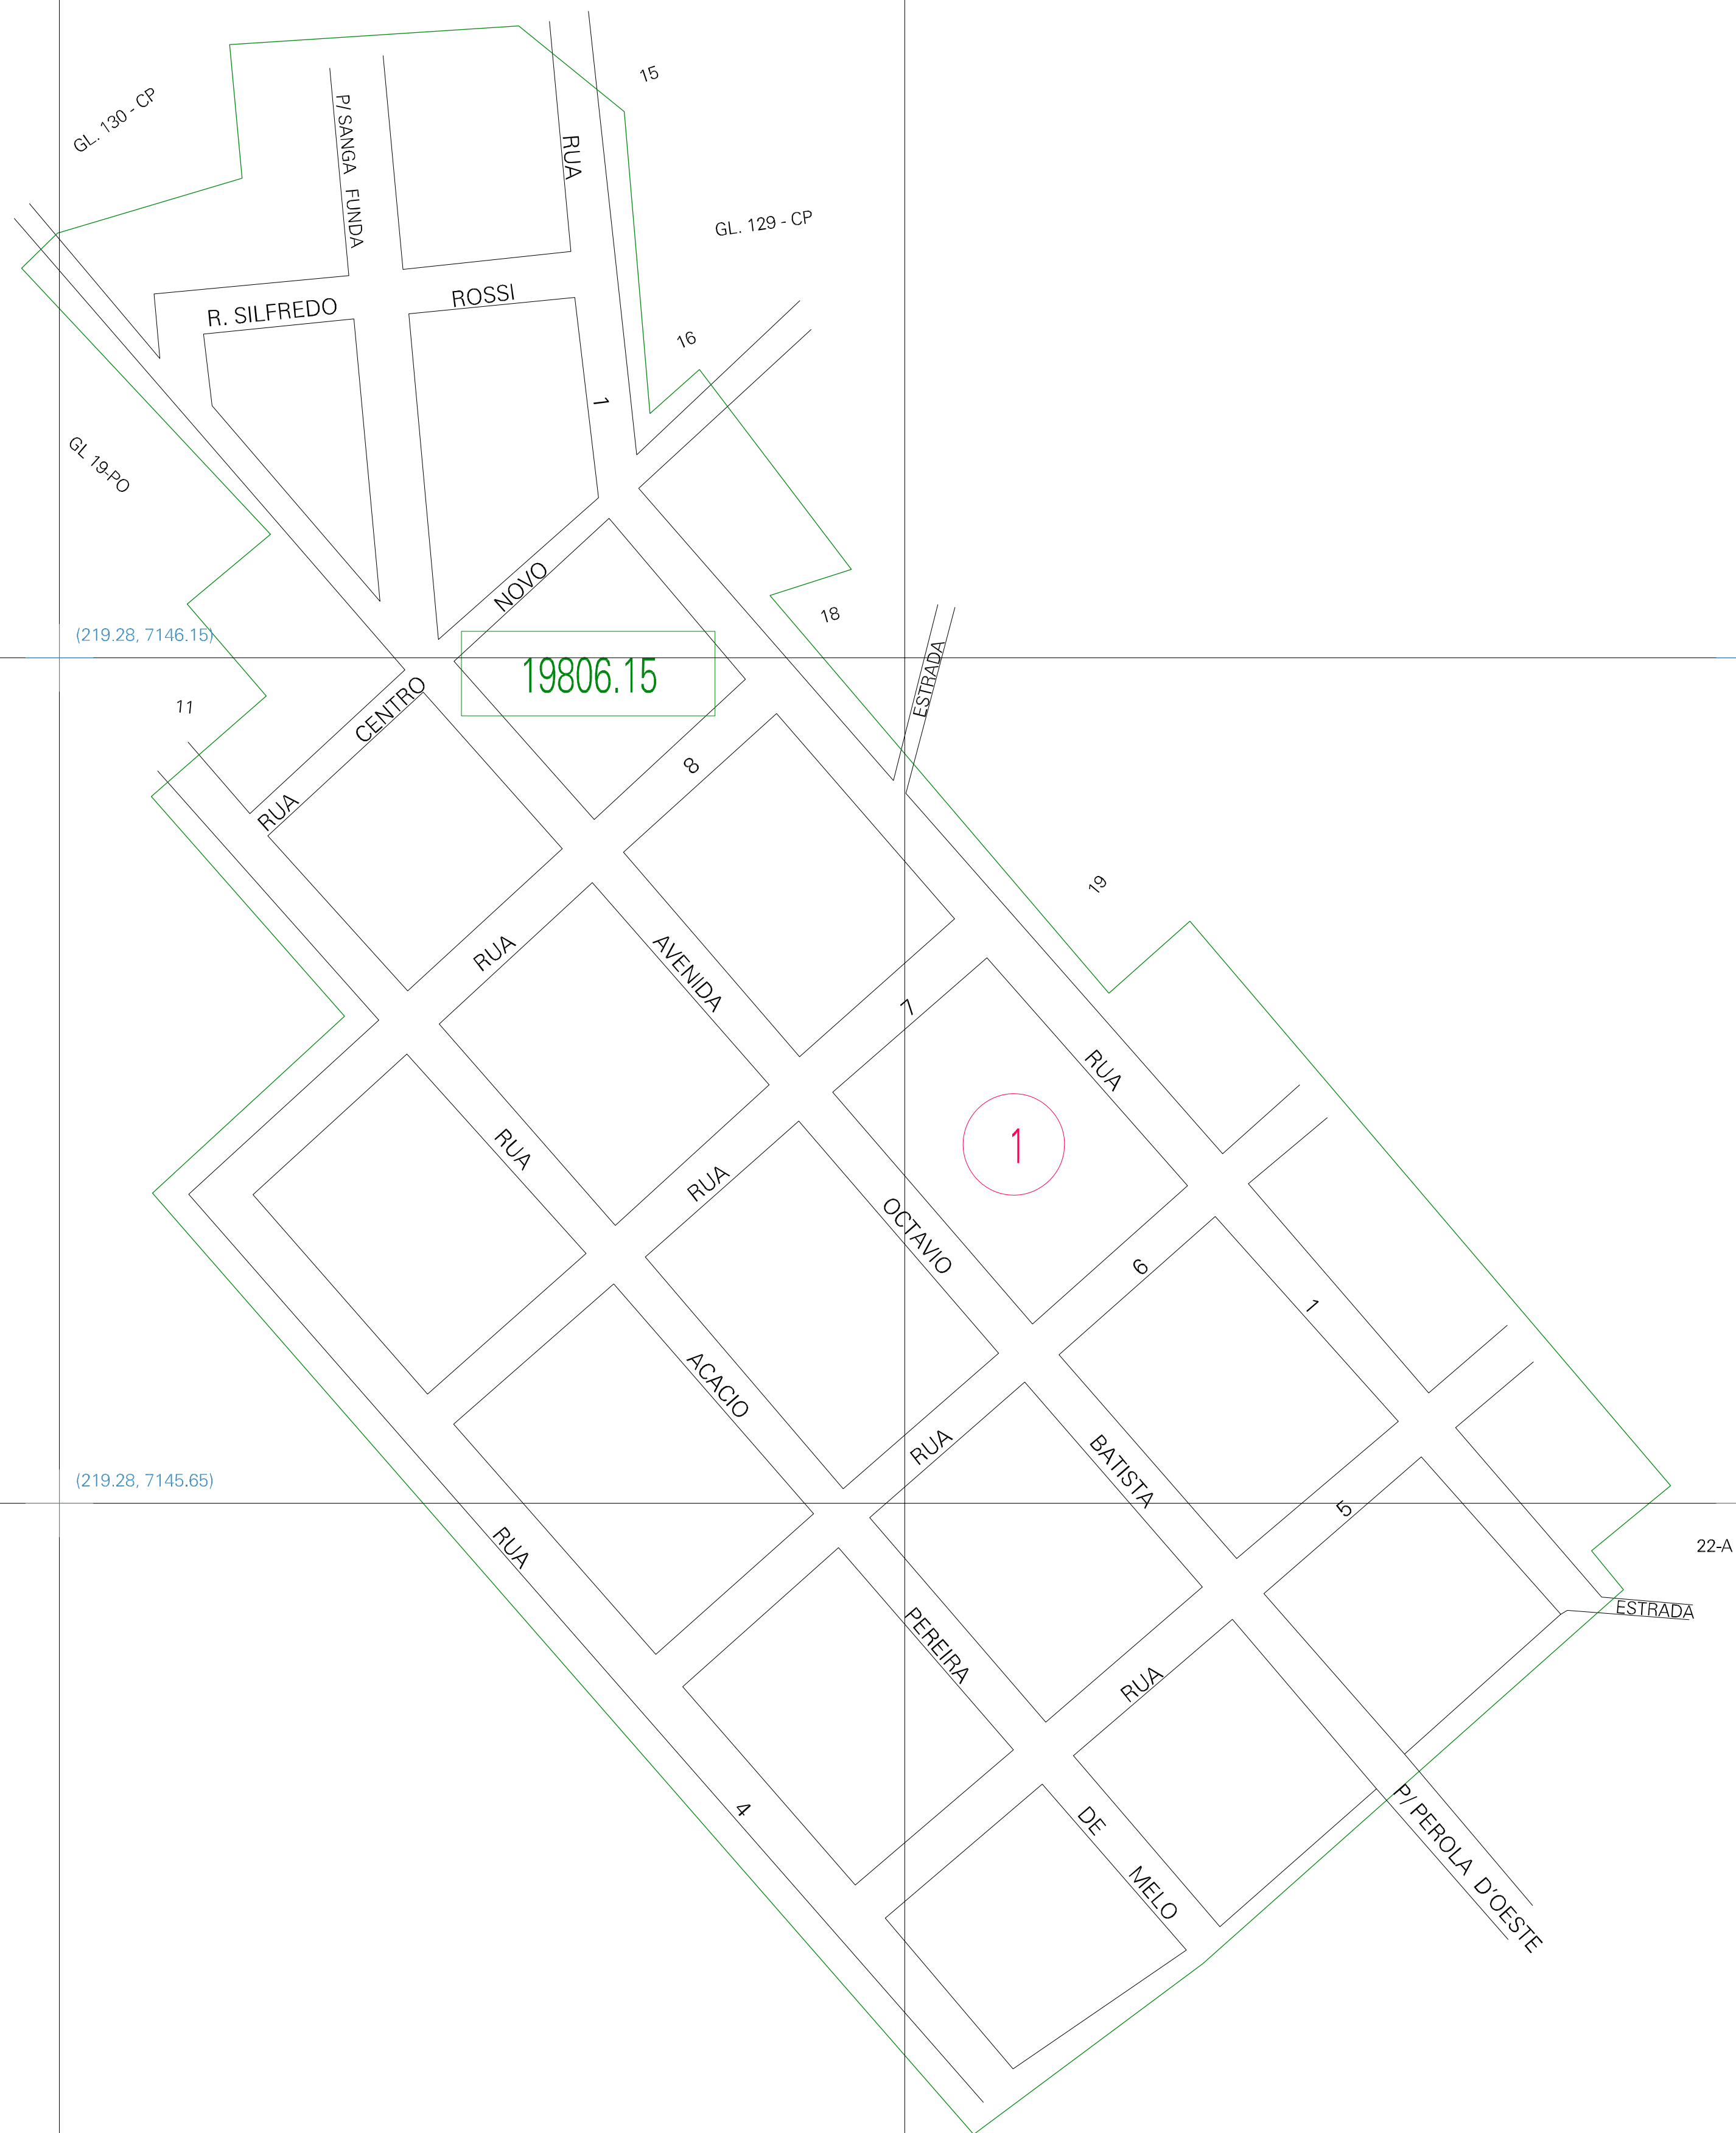 15
GL. 130 - CP
P/ SANGA FUNDA
RUA
GL. 129 - CP
R. SILFREDO
ROSSI
16
1
GL 19-PO
NOVO
18
(219.28, 7146.15)
19806.15
ESTRADA
11
CENTRO
8
RUA
19
RUA
AVENIDA
7
RUA
RUA
RUA
1
OCTAVIO
6
1
ACACIO
RUA
BATISTA
(219.28, 7145.65)
5
RUA
22-A
ESTRADA
PEREIRA
RUA
4
DE
P/ PEROLA D'OESTE
MELO